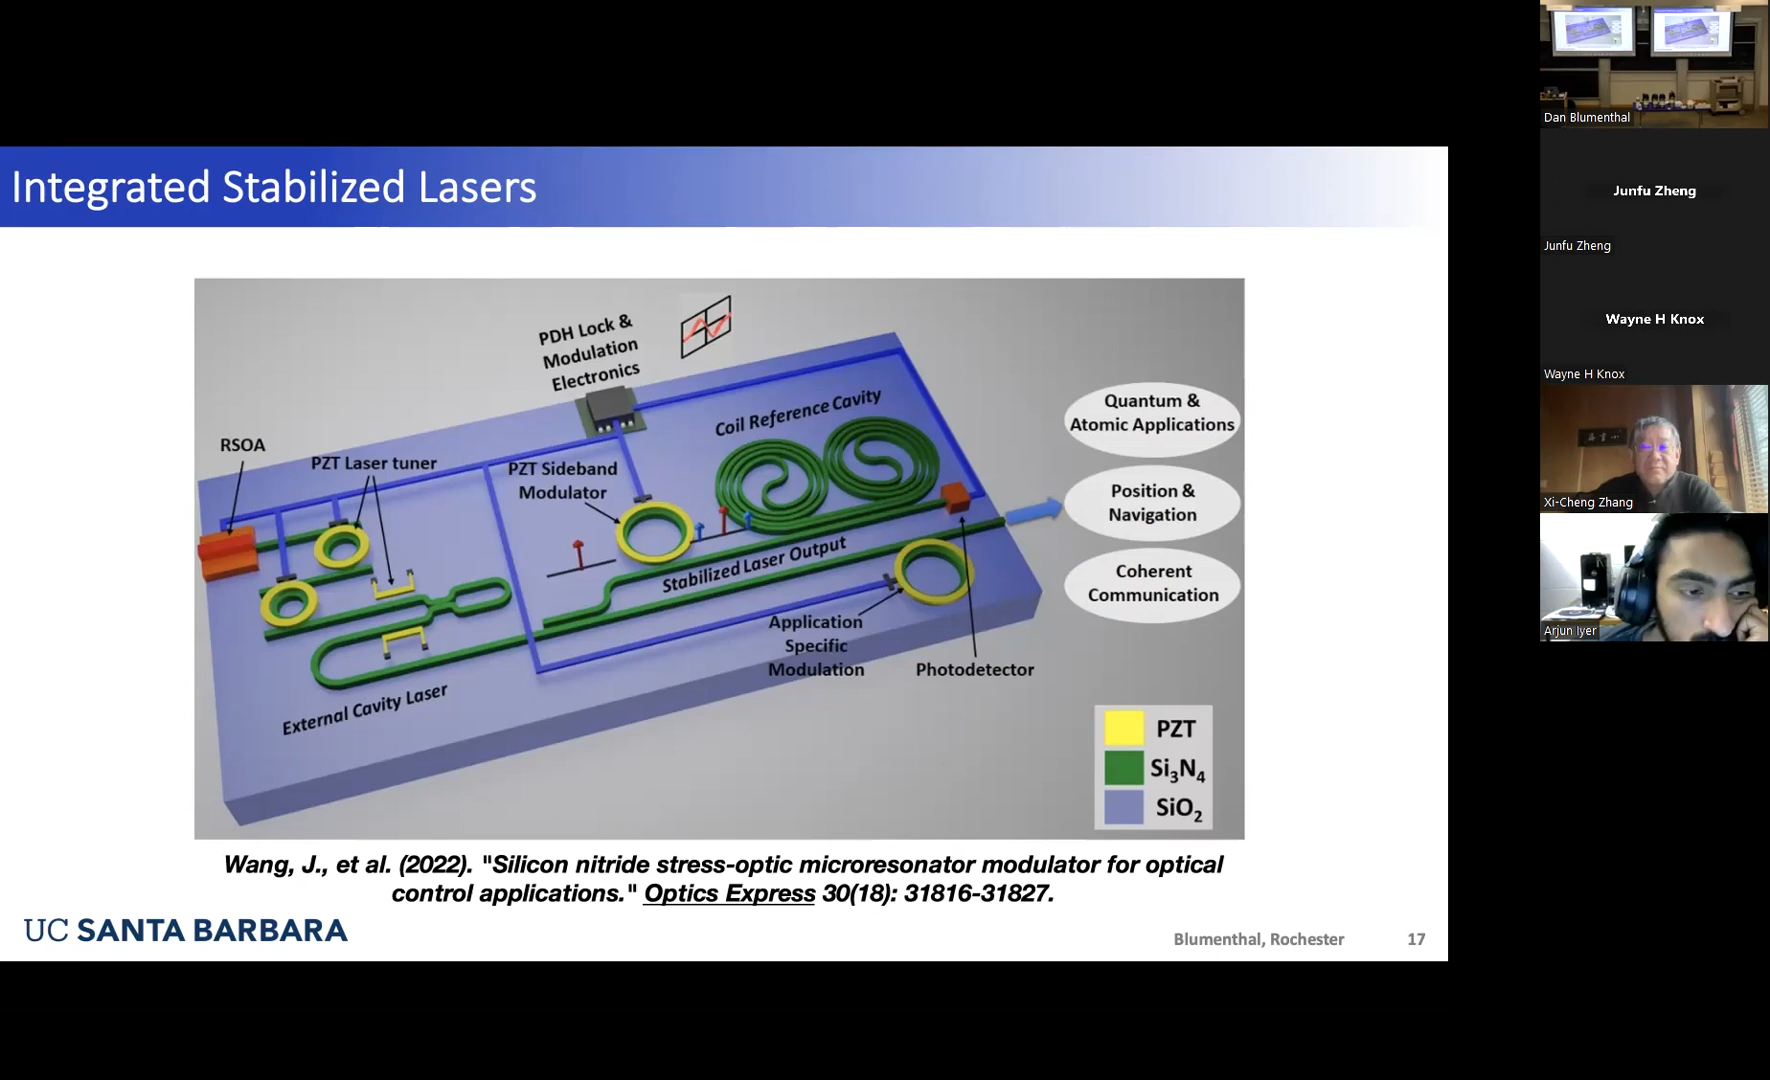 Integrated Stabilized Lasers
PDH Lock &
Modulation
Electronics
Coil Reference Cavity
RSOA
PZT Laser tuner
PZT Sideband
Modulator
Stabilized Laser Output
Application
Specific
Modulation
Photodetector
External Cavity Laser
Quantum &
Atomic Applications
Position &
Navigation
Coherent
Communication
PZT
Si₃N₄
SiO₂
Wang, J., et al. (2022). "Silicon nitride stress-optic microresonator modulator for optical
control applications." Optics Express 30(18): 31816-31827.
UC SANTA BARBARA
Blumenthal, Rochester
17
Dan Blumenthal
Junfu Zheng
Junfu Zheng
Wayne H Knox
Wayne H Knox
Xi-Cheng Zhang
Arjun Iyer